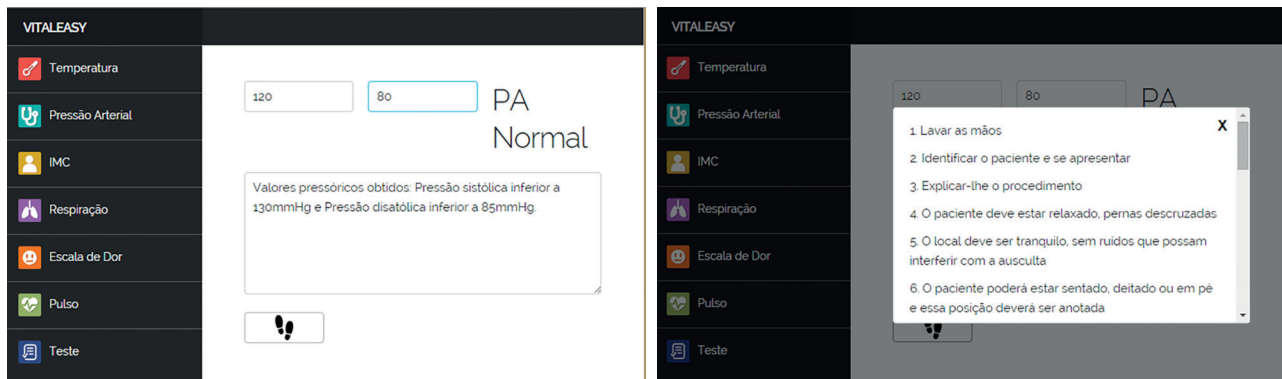 VITALEASY
Temperatura
Pressão Arterial
IMC
Respiração
Escala de Dor
Pulso
Teste
120
80
PA
Normal
Valores pressóricos obtidos: Pressão sistólica inferior a
130mmHg e Pressão disatólica inferior a 85mmHg.
VITALEASY
Temperatura
Pressão Arterial
IMC
Respiração
Escala de Dor
Pulso
Teste
120
80
PA
X
1. Lavar as mãos
2. Identificar o paciente e se apresentar
3. Explicar-lhe o procedimento
4. O paciente deve estar relaxado, pernas descruzadas
5. O local deve ser tranquilo, sem ruídos que possam
interferir com a ausculta
6. O paciente poderá estar sentado, deitado ou em pé
e essa posição deverá ser anotada